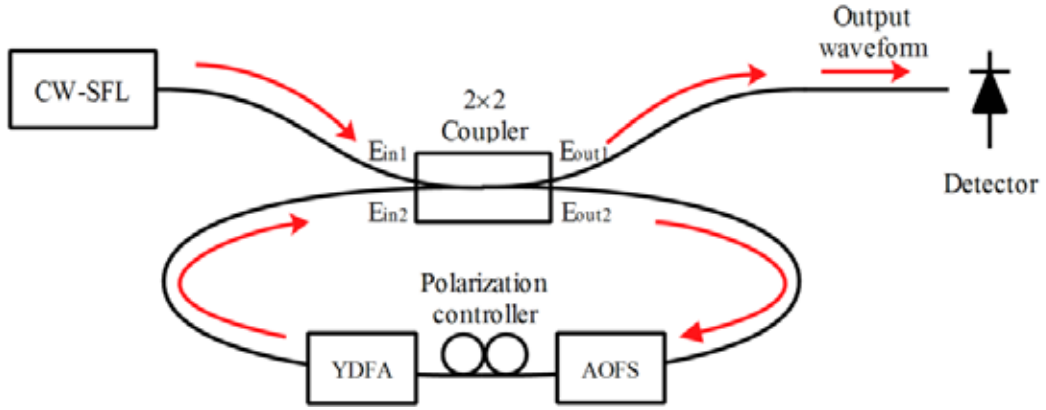 Output
waveform
CW-SFL
2×2
Coupler
Ein1
Eout1
Detector
Ein2
Eout2
Polarization
controller
YDFA
AOFS